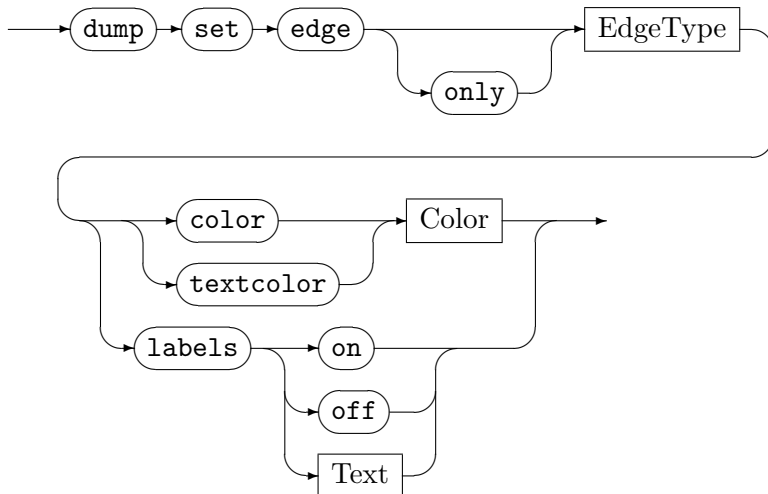 dump set edge EdgeType
only
color Color
textcolor
labels on
off
Text